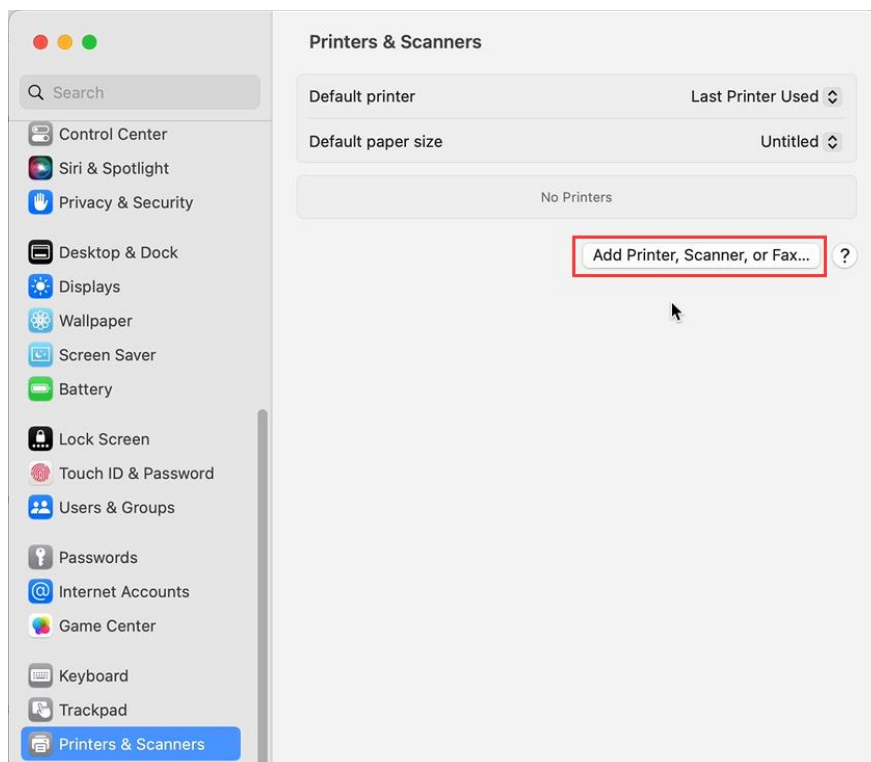 Search
Control Center
Siri & Spotlight
Privacy & Security
Desktop & Dock
Displays
Wallpaper
Screen Saver
Battery
Lock Screen
Touch ID & Password
Users & Groups
Passwords
Internet Accounts
Game Center
Keyboard
Trackpad
Printers & Scanners
Printers & Scanners
Default printer Last Printer Used
Default paper size Untitled
No Printers
Add Printer, Scanner, or Fax... ?